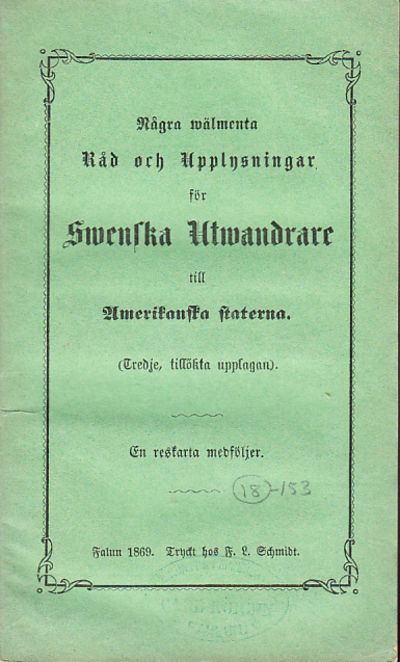 Några wälmenta
Råd och Upplysningar
för
Swenska Utwandrare
till
Amerikanska staterna.
(Tredje, tillökta upplagan).
En reskarta medföljer.
18-153
Falun 1869. Tryckt hos F. L. Schmidt.